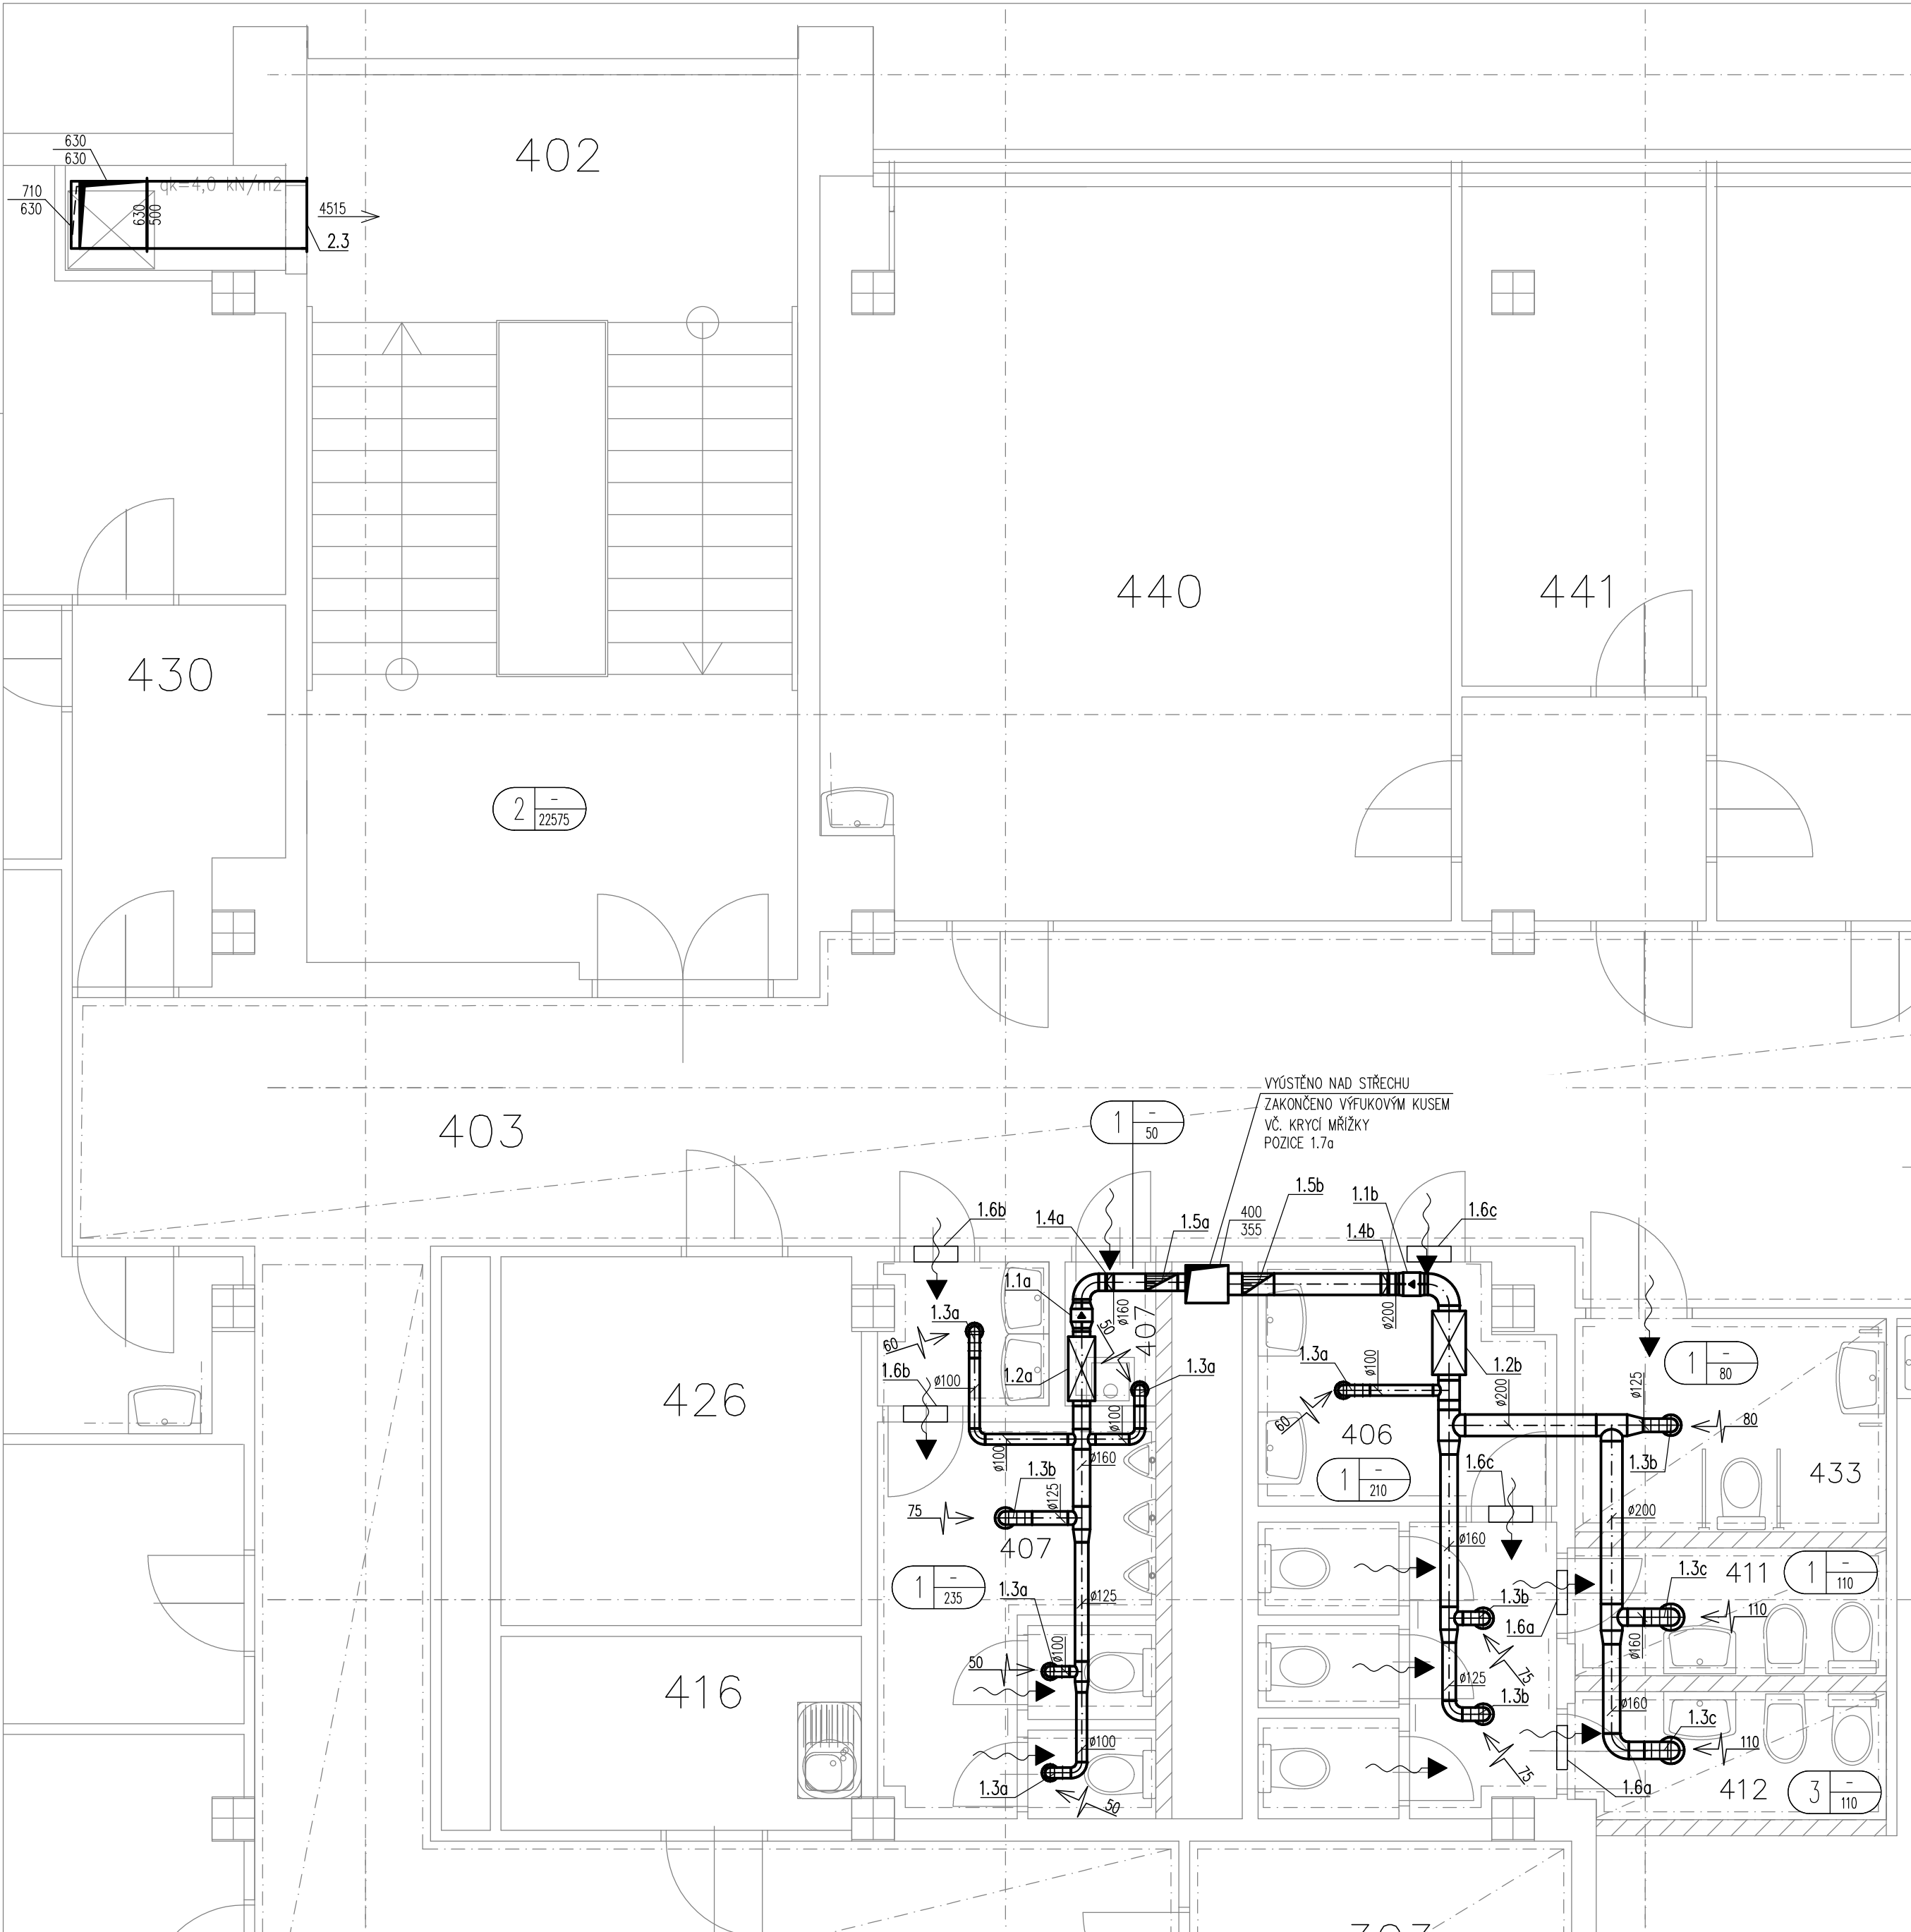 402
630
630
qk=4,0 kN/m2
710
630
630
500
4515
2.3
440
441
430
2
-
22575
403
VYÚSTĚNO NAD STŘECHU
ZAKONČENO VÝFUKOVÝM KUSEM
VČ. KRYCÍ MŘÍŽKY
POZICE 1.7a
1
-
50
1.6b
1.4a
1.5a
400
355
1.5b
1.1b
1.4b
1.6c
1.1a
ø160
ø200
407
50
1.3a
60
1.6b
ø100
1.2a
1.3a
1.3a
ø100
1.2b
1
-
80
426
ø100
60
ø200
ø125
80
406
ø100
ø160
1.3b
433
1.6c
1
-
210
1.3b
ø125
75
407
ø200
ø160
1
-
235
1.3a
ø125
411
1
-
110
1.3c
1.3b
110
1.6a
ø160
50
ø100
75
ø125
416
1.3b
ø160
1.3c
ø100
110
75
1.3a
50
1.6a
412
3
-
110